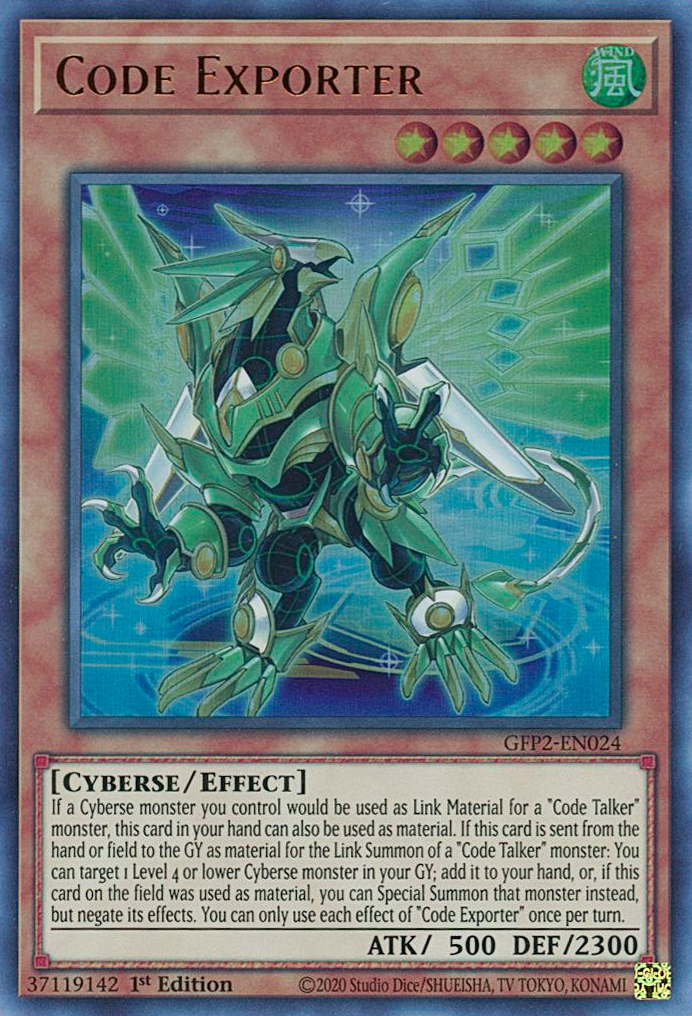 Code Exporter
WIND
風
GFP2-EN024
[Cyberse/Effect]
If a Cyberse monster you control would be used as Link Material for a "Code Talker"
monster, this card in your hand can also be used as material. If this card is sent from the
hand or field to the GY as material for the Link Summon of a "Code Talker" monster: You
can target 1 Level 4 or lower Cyberse monster in your GY; add it to your hand, or, if this
card on the field was used as material, you can Special Summon that monster instead,
but negate its effects. You can only use each effect of "Code Exporter" once per turn.
ATK/ 500 DEF/2300
37119142 1st Edition ©2020 Studio Dice/SHUEISHA, TV TOKYO, KONAMI